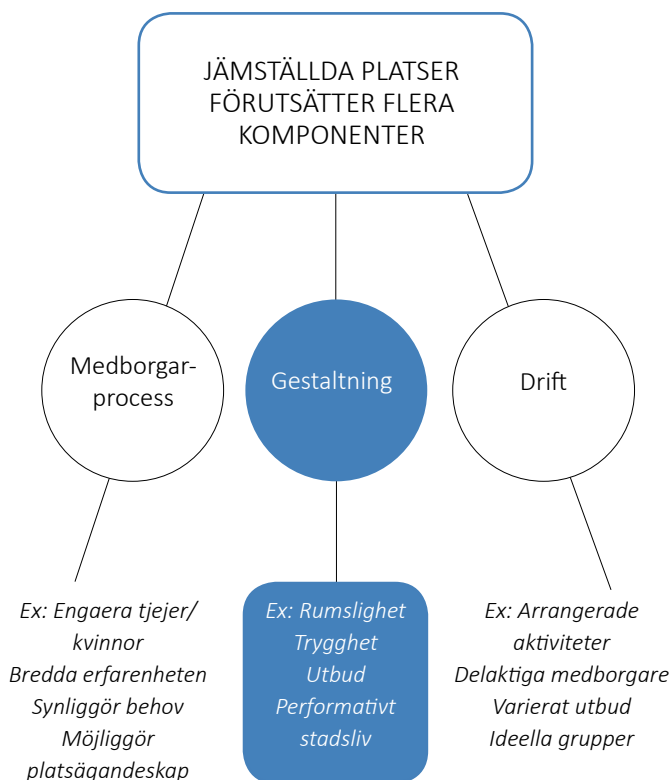 JÄMSTÄLLDA PLATSER
FÖRUTSÄTTER FLERA
KOMPONENTER
Medborgar-
process
Gestaltning
Drift
Ex: Engaera tjejer/
kvinnor
Bredda erfarenheten
Synliggör behov
Möjliggör
platsägandeskap
Ex: Rumslighet
Trygghet
Utbud
Performativt
stadsliv
Ex: Arrangerade
aktiviteter
Delaktiga medborgare
Varierat utbud
Ideella grupper